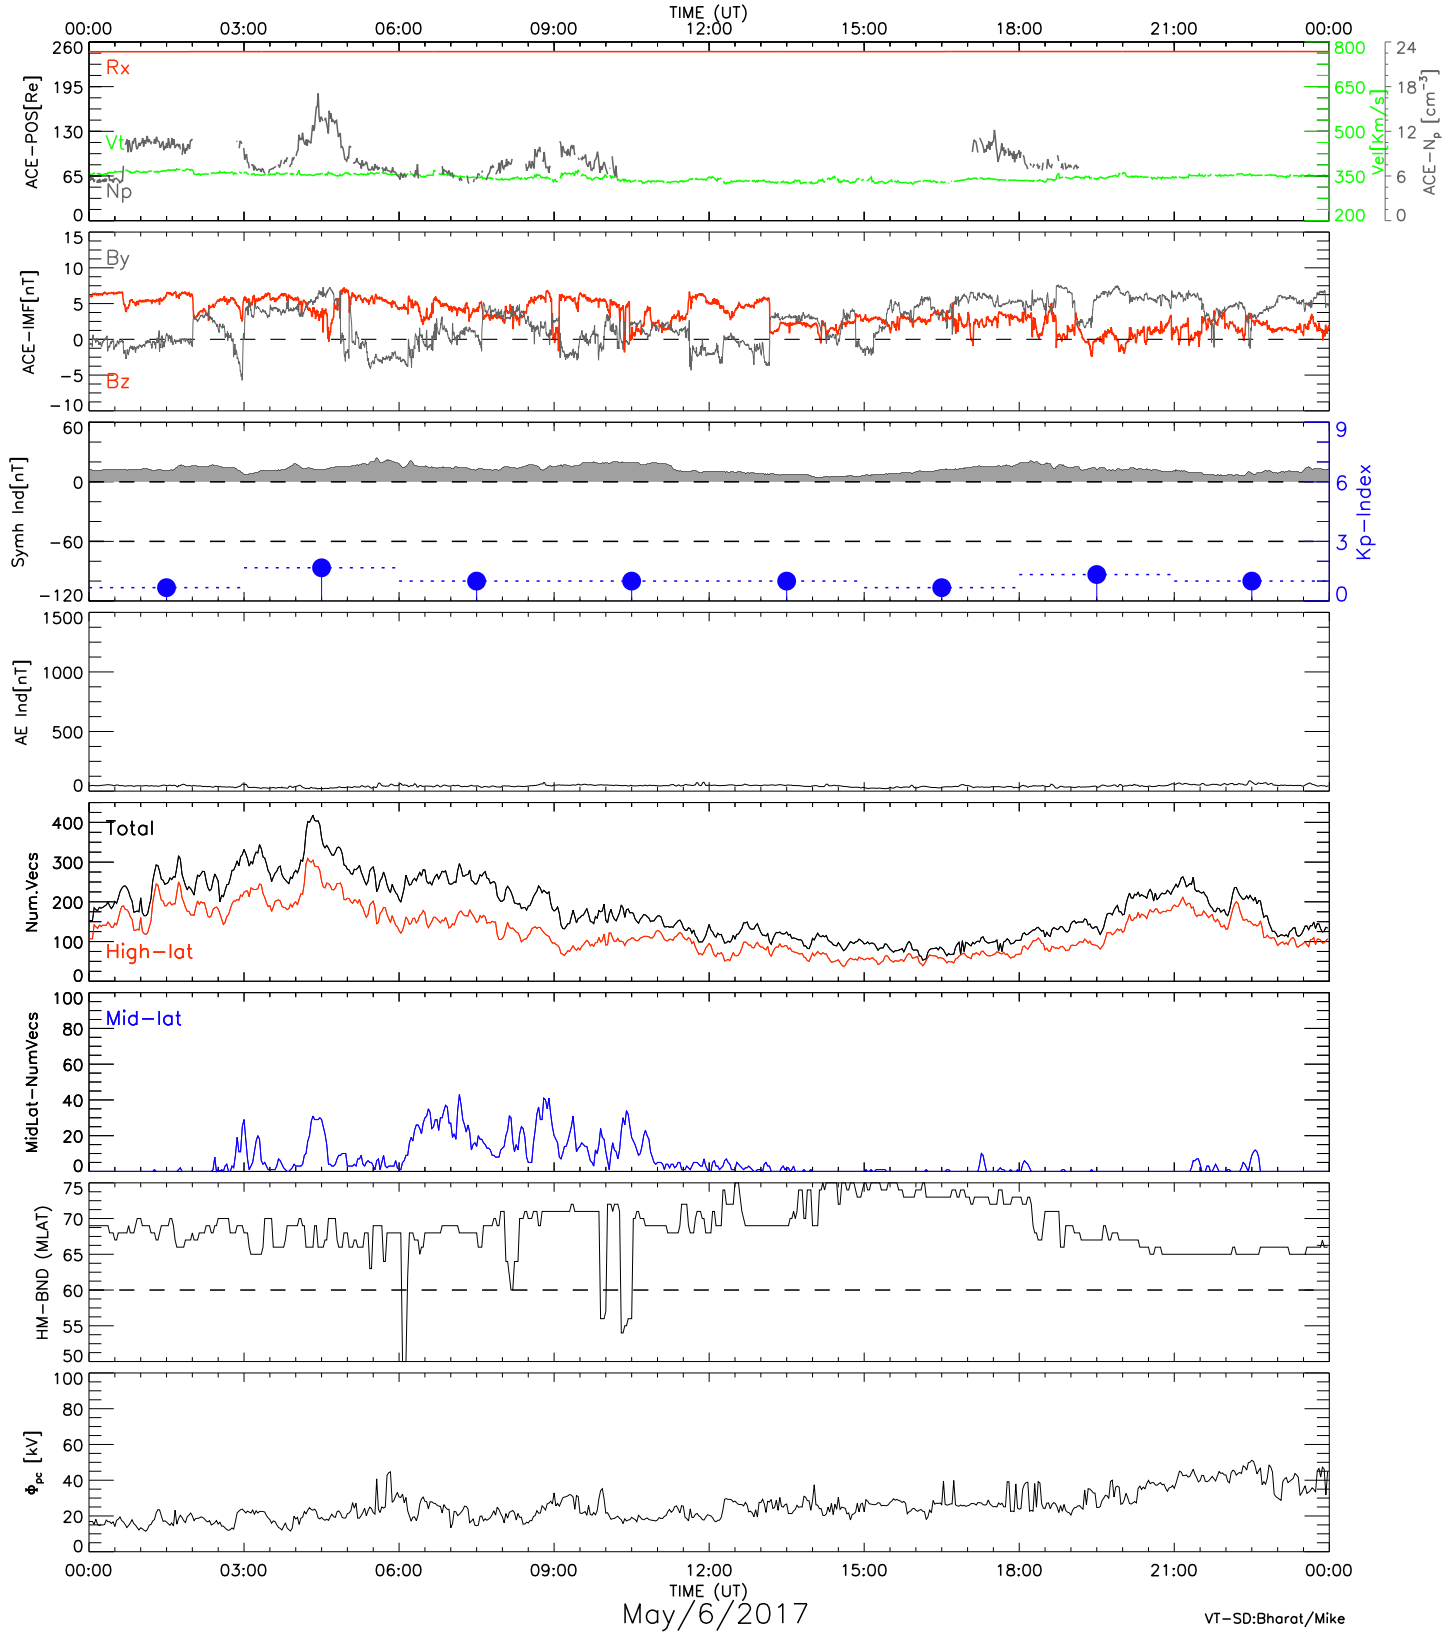 TIME (UT)
00:00 03:00 06:00 09:00 12:00 15:00 18:00 21:00 00:00
ACE-POS[Re]
260
195
130
65
0
Rx
Vt
Np
800
650
500
350
200
Vel[Km/s]
24
18
12
6
0
ACE-Np [cm-3]
ACE-IMF[nT]
15
10
5
0
-5
-10
By
Bz
Symh Ind[nT]
60
0
-60
-120
9
6
3
0
Kp-Index
AE Ind[nT]
1500
1000
500
0
Num.Vecs
400
300
200
100
0
Total
High-lat
MidLat-NumVecs
100
80
60
40
20
0
Mid-lat
HM-BND (MLAT)
75
70
65
60
55
50
Φpc [kV]
100
80
60
40
20
0
00:00 03:00 06:00 09:00 12:00 15:00 18:00 21:00 00:00
TIME (UT)
May/6/2017
VT-SD:Bharat/Mike